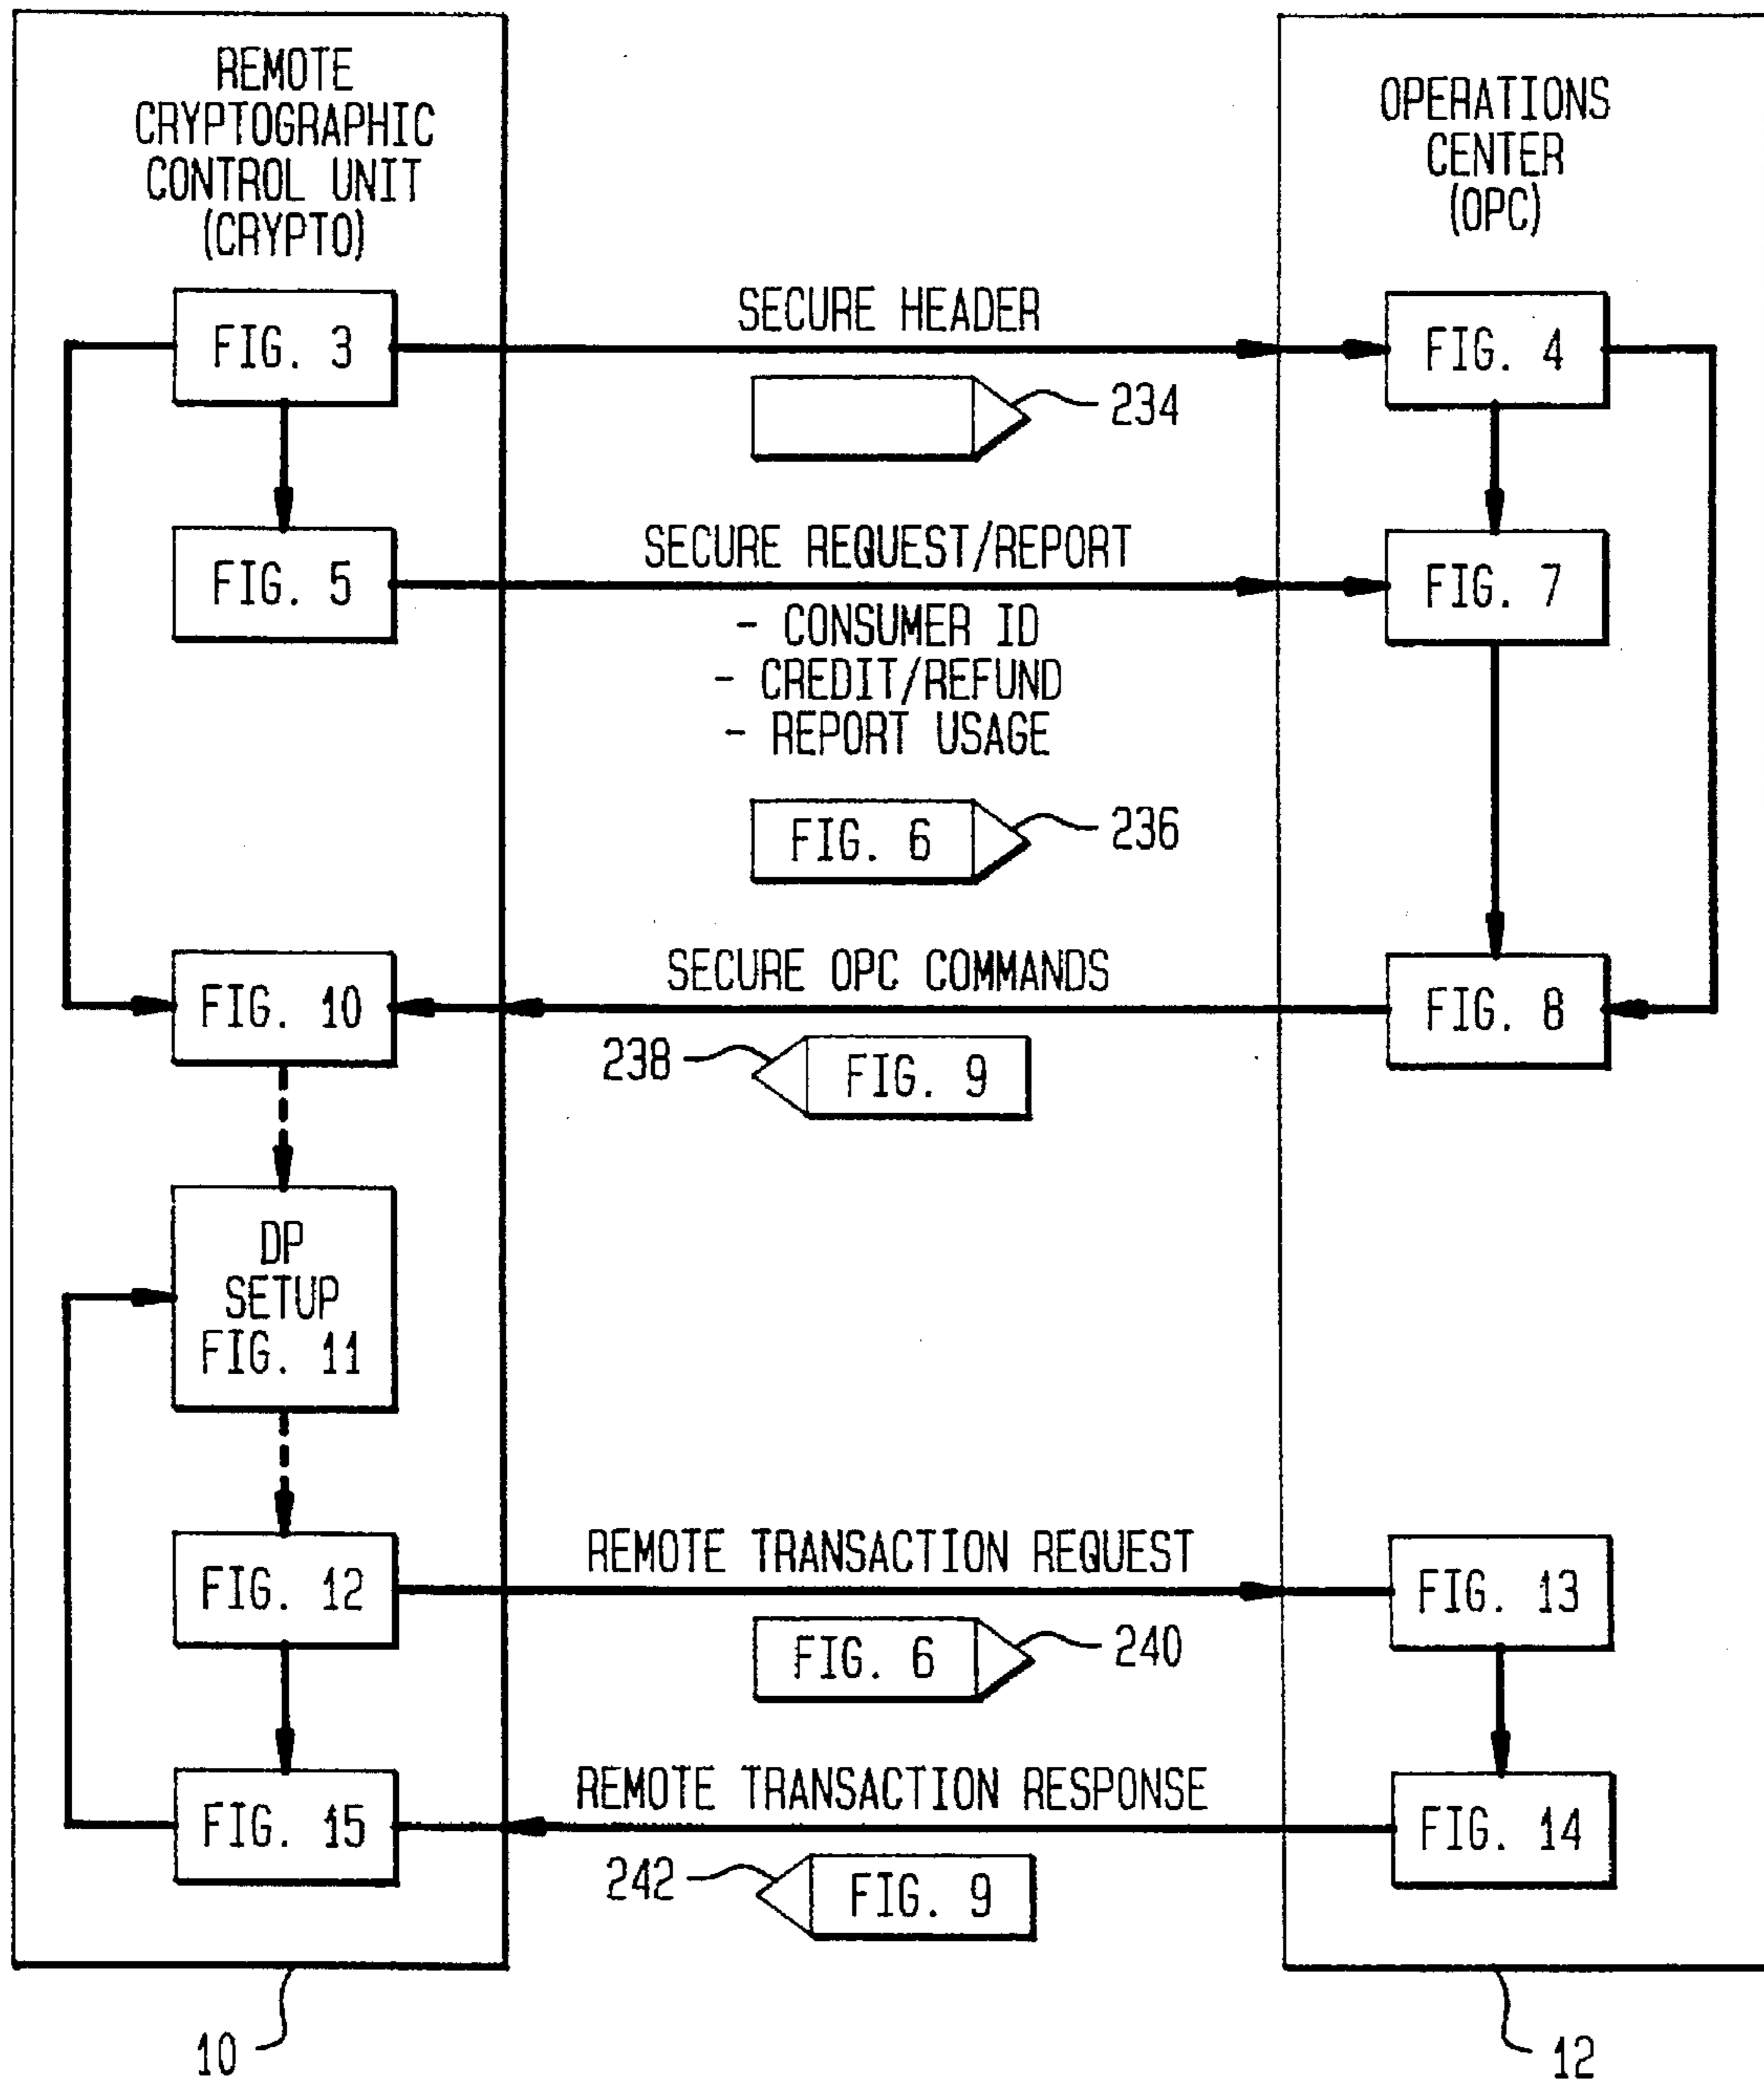 REMOTE
CRYPTOGRAPHIC
CONTROL UNIT
(CRYPTO)
OPERATIONS
CENTER
(OPC)
FIG. 3
SECURE HEADER
FIG. 4
234
FIG. 5
SECURE REQUEST/REPORT
- CONSUMER ID
- CREDIT/REFUND
- REPORT USAGE
FIG. 7
FIG. 6
236
FIG. 10
SECURE OPC COMMANDS
FIG. 8
238
FIG. 9
DP
SETUP
FIG. 11
FIG. 12
REMOTE TRANSACTION REQUEST
FIG. 13
FIG. 6
240
FIG. 15
REMOTE TRANSACTION RESPONSE
FIG. 14
242
FIG. 9
10
12